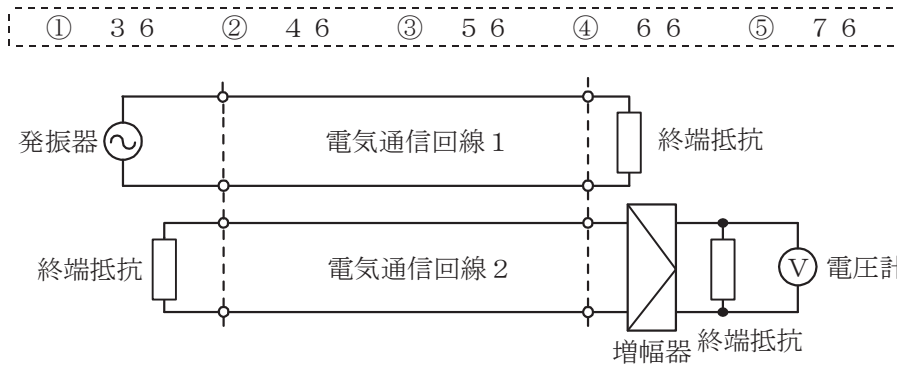 ① 36 ② 46 ③ 56 ④ 66 ⑤ 76
発振器
電気通信回線1
終端抵抗
終端抵抗
電気通信回線2
V
電圧計
増幅器
終端抵抗